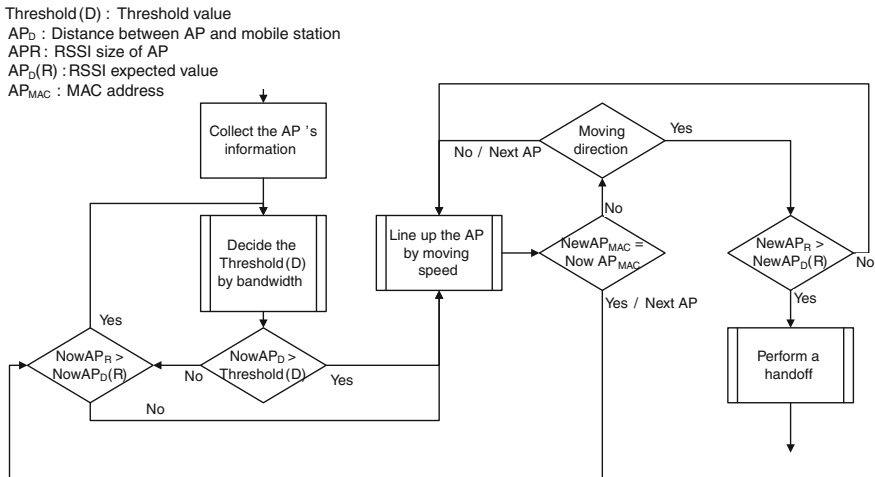 Threshold(D) : Threshold value
AP_D : Distance between AP and mobile station
APR : RSSI size of AP
AP_D(R) : RSSI expected value
AP_MAC : MAC address
Collect the AP 's
information
Decide the
Threshold(D)
by bandwidth
NowAP_D >
Threshold(D)
No
Yes
NowAP_R >
NowAP_D(R)
Yes
No
Line up the AP
by moving
speed
NewAP_MAC =
Now AP_MAC
No
Yes / Next AP
Moving
direction
No / Next AP
Yes
NewAP_R >
NewAP_D(R)
No
Yes
Perform a
handoff